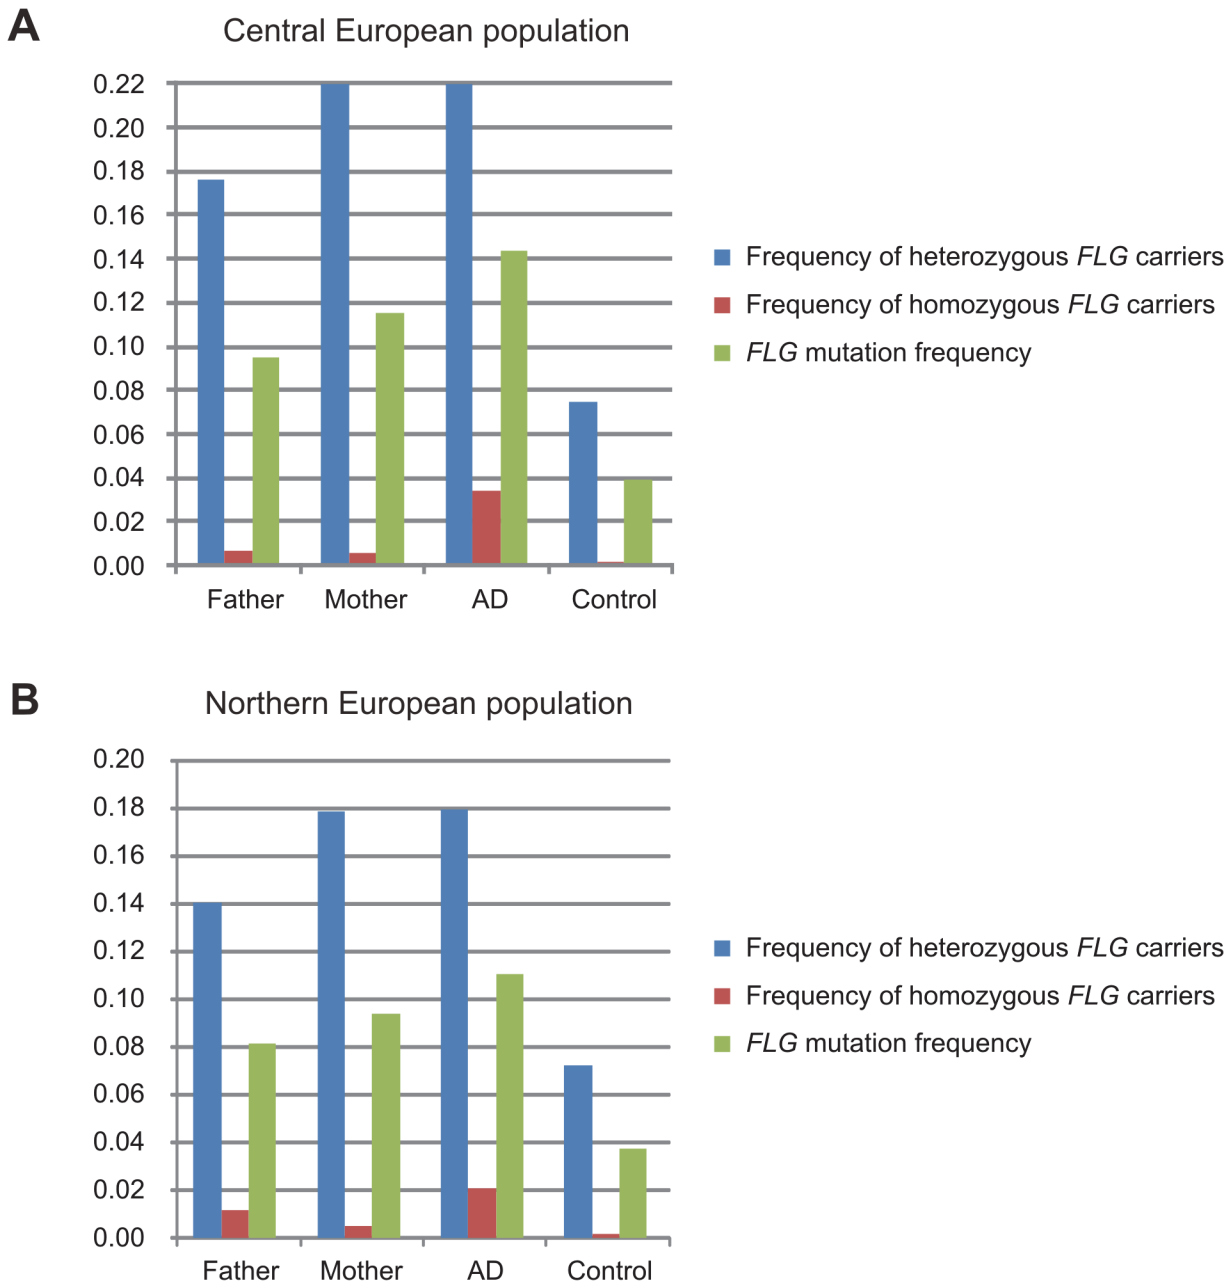 A
Central European population
0.22
0.20
0.18
0.16
0.14
0.12
0.10
0.08
0.06
0.04
0.02
0.00
Father Mother AD Control
Frequency of heterozygous FLG carriers
Frequency of homozygous FLG carriers
FLG mutation frequency
B
Northern European population
0.20
0.18
0.16
0.14
0.12
0.10
0.08
0.06
0.04
0.02
0.00
Father Mother AD Control
Frequency of heterozygous FLG carriers
Frequency of homozygous FLG carriers
FLG mutation frequency